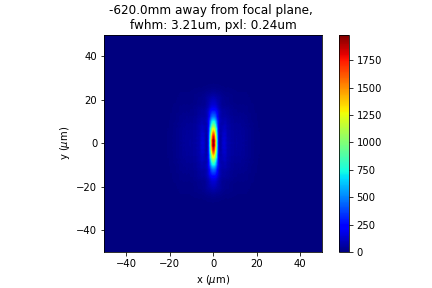 -620.0mm away from focal plane,
fwhm: 3.21um, pxl: 0.24um
40
20
0
−20
−40
y (μm)
−40 −20 0 20 40
x (μm)
1750
1500
1250
1000
750
500
250
0